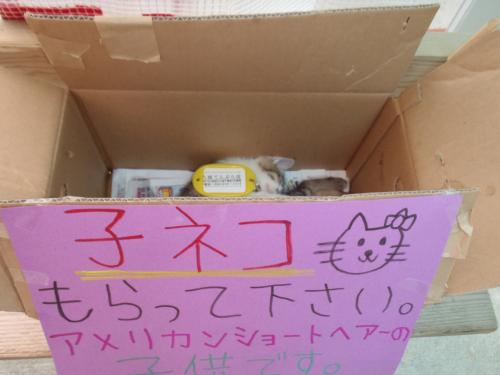 子ネコ
もらって下さい。
アメリカンショートヘアーの
子供です。